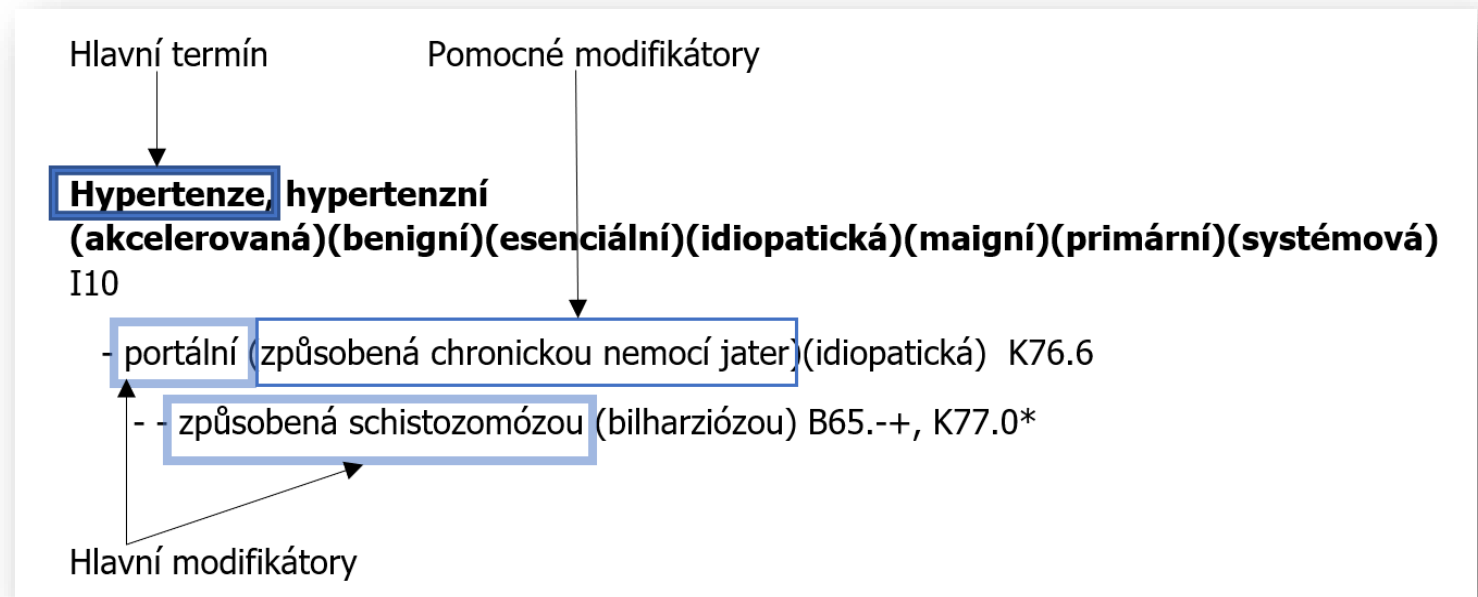 Hlavní termín Pomocné modifikátory
Hypertenze, hypertenzní
(akcelerovaná)(benigní)(esenciální)(idiopatická)(maigní)(primární)(systémová)
I10
- portální (způsobená chronickou nemocí jater)(idiopatická) K76.6
- - způsobená schistozomózou (bilharziózou) B65.-+, K77.0*
Hlavní modifikátory